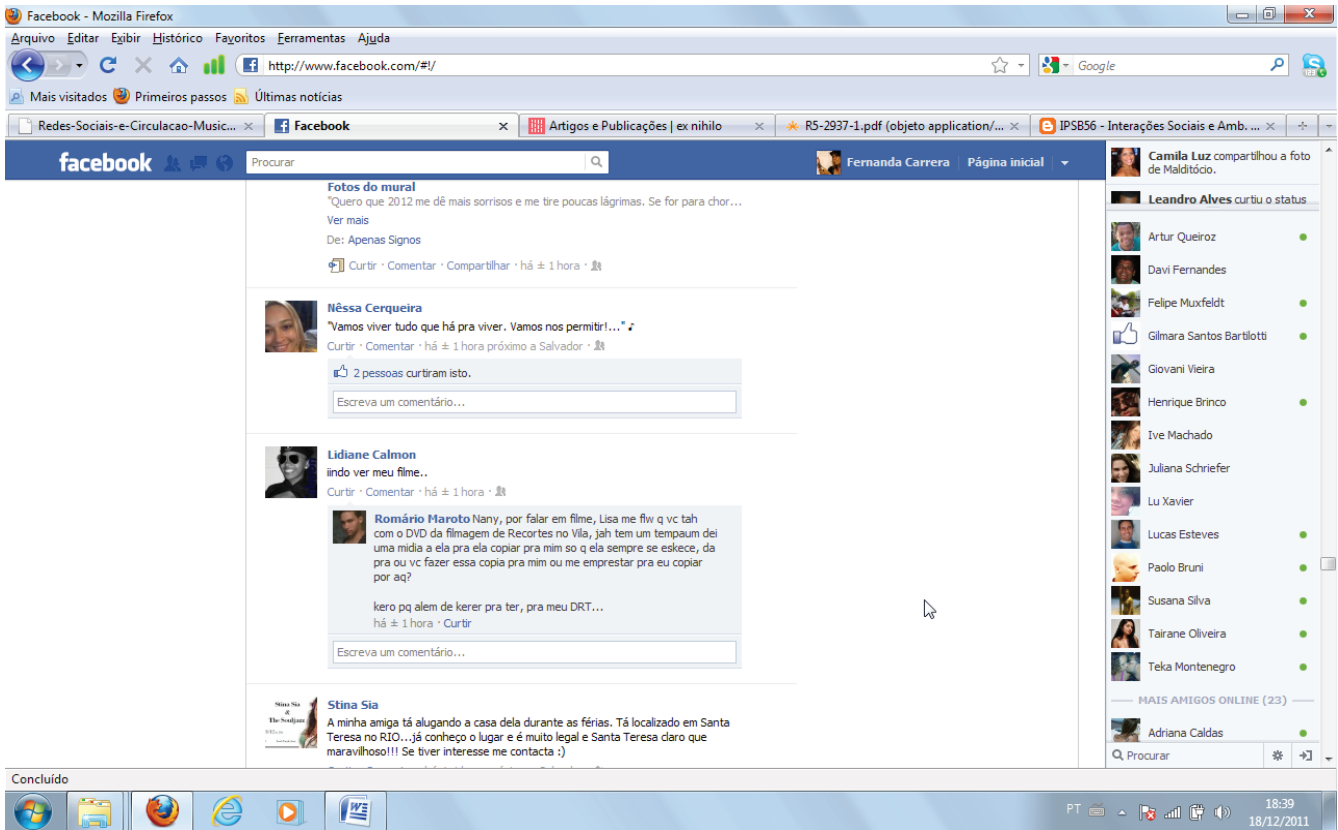 Facebook - Mozilla Firefox
Arquivo Editar Exibir Histórico Favoritos Ferramentas Ajuda
http://www.facebook.com/#!/
Google
Mais visitados Primeiros passos Últimas notícias
Redes-Sociais-e-Circulacao-Music...
Facebook
Artigos e Publicações | ex nihilo
R5-2937-1.pdf (objeto application/...
IPSB56 - Interações Sociais e Amb. ...
facebook
Procurar
Fernanda Carrera Página inicial
Fotos do mural
"Quero que 2012 me dê mais sorrisos e me tire poucas lágrimas. Se for para chor...
Ver mais
De: Apenas Signos
Curtir · Comentar · Compartilhar · há ± 1 hora ·
Nêssa Cerqueira
"Vamos viver tudo que há pra viver. Vamos nos permitir!..." ♪
Curtir · Comentar · há ± 1 hora próximo a Salvador ·
2 pessoas curtiram isto.
Escreva um comentário...
Lidiane Calmon
iindo ver meu filme..
Curtir · Comentar · há ± 1 hora ·
Romário Maroto Nany, por falar em filme, Lisa me flw q vc tah
com o DVD da filmagem de Recortes no Vila, jah tem um tempaum dei
uma midia a ela pra ela copiar pra mim so q ela sempre se eskece, da
pra ou vc fazer essa copia pra mim ou me emprestar pra eu copiar
por aq?
kero pq alem de kerer pra ter, pra meu DRT...
há ± 1 hora · Curtir
Escreva um comentário...
Stina Sia
&
The Souljazz
Stina Sia
A minha amiga tá alugando a casa dela durante as férias. Tá localizado em Santa
Teresa no RIO...já conheço o lugar e é muito legal e Santa Teresa claro que
maravilhoso!!! Se tiver interesse me contacta :)
Camila Luz compartilhou a foto
de Malditócio.
Leandro Alves curtiu o status
Artur Queiroz
Davi Fernandes
Felipe Muxfeldt
Gilmara Santos Bartilotti
Giovani Vieira
Henrique Brinco
Ive Machado
Juliana Schriefer
Lu Xavier
Lucas Esteves
Paolo Bruni
Susana Silva
Tairane Oliveira
Teka Montenegro
MAIS AMIGOS ONLINE (23)
Adriana Caldas
Procurar
Concluído
PT
18:39
18/12/2011